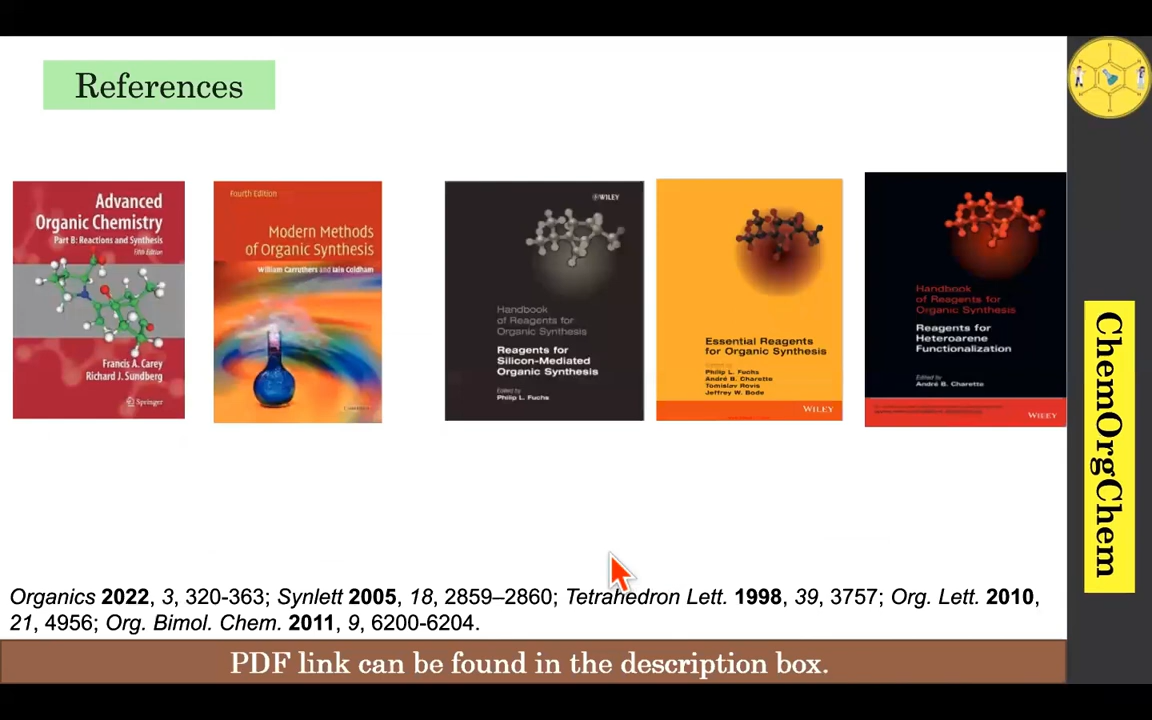 References
Advanced
Organic Chemistry
Part B: Reactions and Synthesis
Fifth Edition
Francis A. Carey
Richard J. Sundberg
Springer
Fourth Edition
Modern Methods
of Organic Synthesis
William Carruthers and Iain Coldham
WILEY
Handbook
of Reagents for
Organic Synthesis
Reagents for
Silicon-Mediated
Organic Synthesis
Edited by
Philip L. Fuchs
Essential Reagents
for Organic Synthesis
Edited by
Philip L. Fuchs
André B. Charette
Tomislav Rovis
Jeffrey W. Bode
WILEY
Handbook
of Reagents for
Organic Synthesis
Reagents for
Heteroarene
Functionalization
Edited by
André B. Charette
WILEY
ChemOrgChem
Organics 2022, 3, 320-363; Synlett 2005, 18, 2859–2860; Tetrahedron Lett. 1998, 39, 3757; Org. Lett. 2010,
21, 4956; Org. Bimol. Chem. 2011, 9, 6200-6204.
PDF link can be found in the description box.